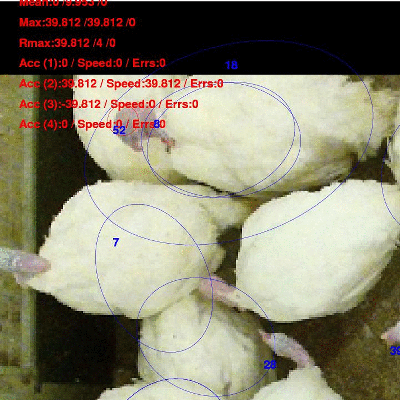 Max:39.812 /39.812 /0
Rmax:39.812 /4 /0
Acc (1):0 / Speed:0 / Errs:0
18
Acc (2):39.812 / Speed:39.812 / Errs:0
Acc (3):-39.812 / Speed:0 / Errs:0
Acc (4):0 / Speed:0 / Errs:0
52
8
7
28